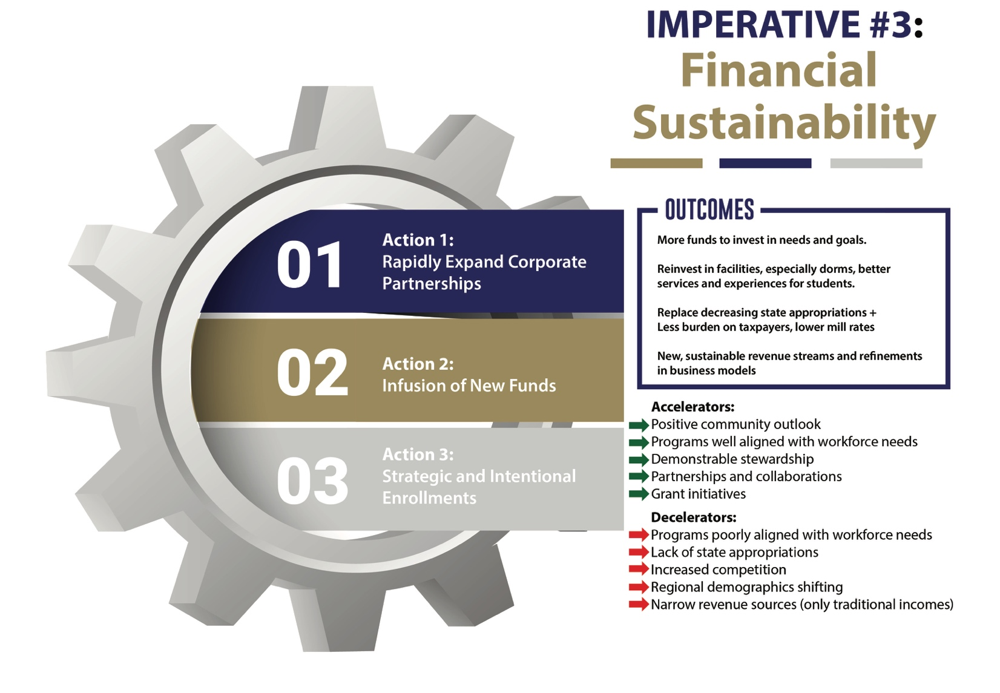 IMPERATIVE #3:
Financial
Sustainability
01
Action 1:
Rapidly Expand Corporate
Partnerships
02
Action 2:
Infusion of New Funds
03
Action 3:
Strategic and Intentional
Enrollments
OUTCOMES
More funds to invest in needs and goals.
Reinvest in facilities, especially dorms, better
services and experiences for students.
Replace decreasing state appropriations +
Less burden on taxpayers, lower mill rates
New, sustainable revenue streams and refinements
in business models
Accelerators:
Positive community outlook
Programs well aligned with workforce needs
Demonstrable stewardship
Partnerships and collaborations
Grant initiatives
Decelerators:
Programs poorly aligned with workforce needs
Lack of state appropriations
Increased competition
Regional demographics shifting
Narrow revenue sources (only traditional incomes)